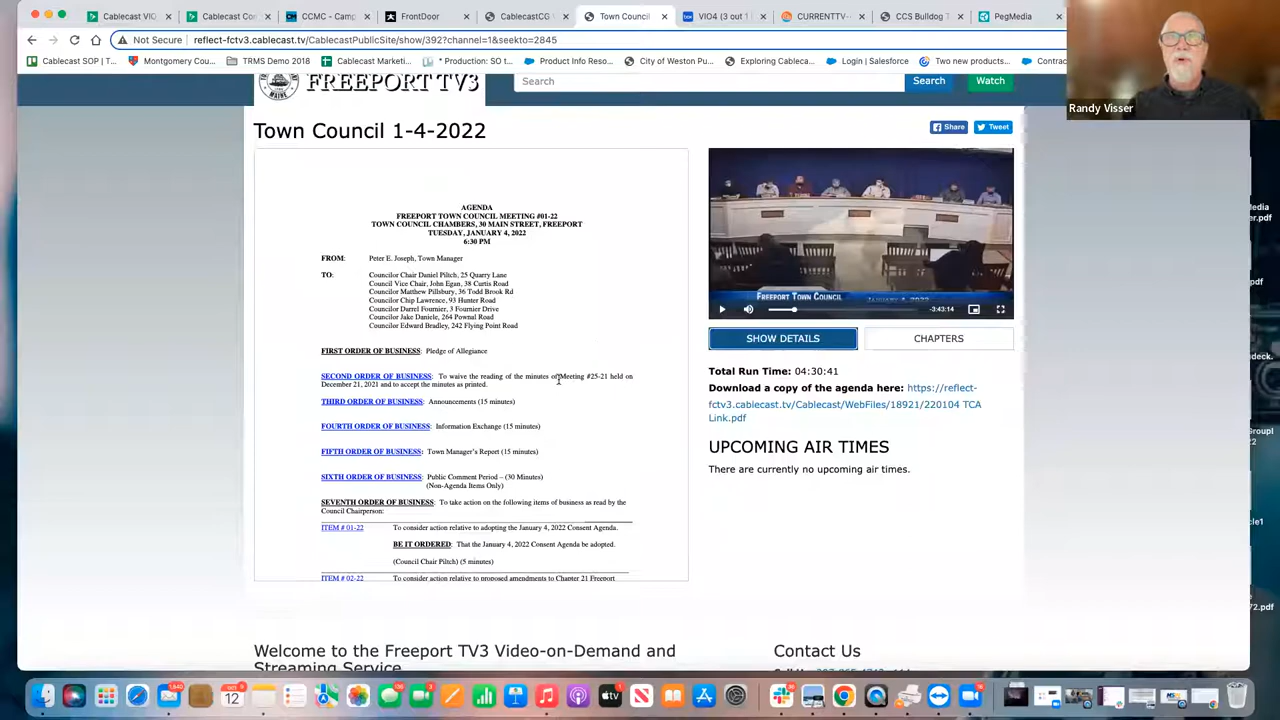 Cablecast VIO
Cablecast Con
CCMC - Camp
FrontDoor
CablecastCG
Town Council
VIO4 (3 out 1
CURRENTTV-
CCS Bulldog T
PegMedia
Not Secure
reflect-fctv3.cablecast.tv/CablecastPublicSite/show/392?channel=1&seekto=2845
Cablecast SOP | T...
Montgomery Cou...
TRMS Demo 2018
Cablecast Marketi...
* Production: SO t...
Product Info Reso...
City of Weston Pu...
Exploring Cableca...
Login | Salesforce
Two new products...
Contrac
Randy Visser
MAINE
FREEPORT TV3
Search
Search
Watch
Town Council 1-4-2022
Share
Tweet
AGENDA
FREEPORT TOWN COUNCIL MEETING #01-22
TOWN COUNCIL CHAMBERS, 30 MAIN STREET, FREEPORT
TUESDAY, JANUARY 4, 2022
6:30 PM
FROM: Peter E. Joseph, Town Manager
TO: Councilor Chair Daniel Piltch, 25 Quarry Lane
Council Vice Chair, John Egan, 38 Curtis Road
Councilor Matthew Pillsbury, 36 Todd Brook Rd
Councilor Chip Lawrence, 93 Hunter Road
Councilor Darrel Fournier, 3 Fournier Drive
Councilor Jake Daniele, 264 Pownal Road
Councilor Edward Bradley, 242 Flying Point Road
FIRST ORDER OF BUSINESS: Pledge of Allegiance
SECOND ORDER OF BUSINESS: To waive the reading of the minutes of Meeting #25-21 held on
December 21, 2021 and to accept the minutes as printed.
THIRD ORDER OF BUSINESS: Announcements (15 minutes)
FOURTH ORDER OF BUSINESS: Information Exchange (15 minutes)
FIFTH ORDER OF BUSINESS: Town Manager's Report (15 minutes)
SIXTH ORDER OF BUSINESS: Public Comment Period – (30 Minutes)
(Non-Agenda Items Only)
SEVENTH ORDER OF BUSINESS: To take action on the following items of business as read by the
Council Chairperson:
ITEM # 01-22 To consider action relative to adopting the January 4, 2022 Consent Agenda.
BE IT ORDERED: That the January 4, 2022 Consent Agenda be adopted.
(Council Chair Piltch) (5 minutes)
ITEM # 02-22 To consider action relative to proposed amendments to Chapter 21 Freeport
FREEPORT TOWN COUNCIL JANUARY 4, 2022
-3:43:14
SHOW DETAILS
CHAPTERS
Total Run Time: 04:30:41
Download a copy of the agenda here: https://reflect-
fctv3.cablecast.tv/Cablecast/WebFiles/18921/220104 TCA
Link.pdf
UPCOMING AIR TIMES
There are currently no upcoming air times.
Welcome to the Freeport TV3 Video-on-Demand and
Streaming Service
Contact Us
12
tv